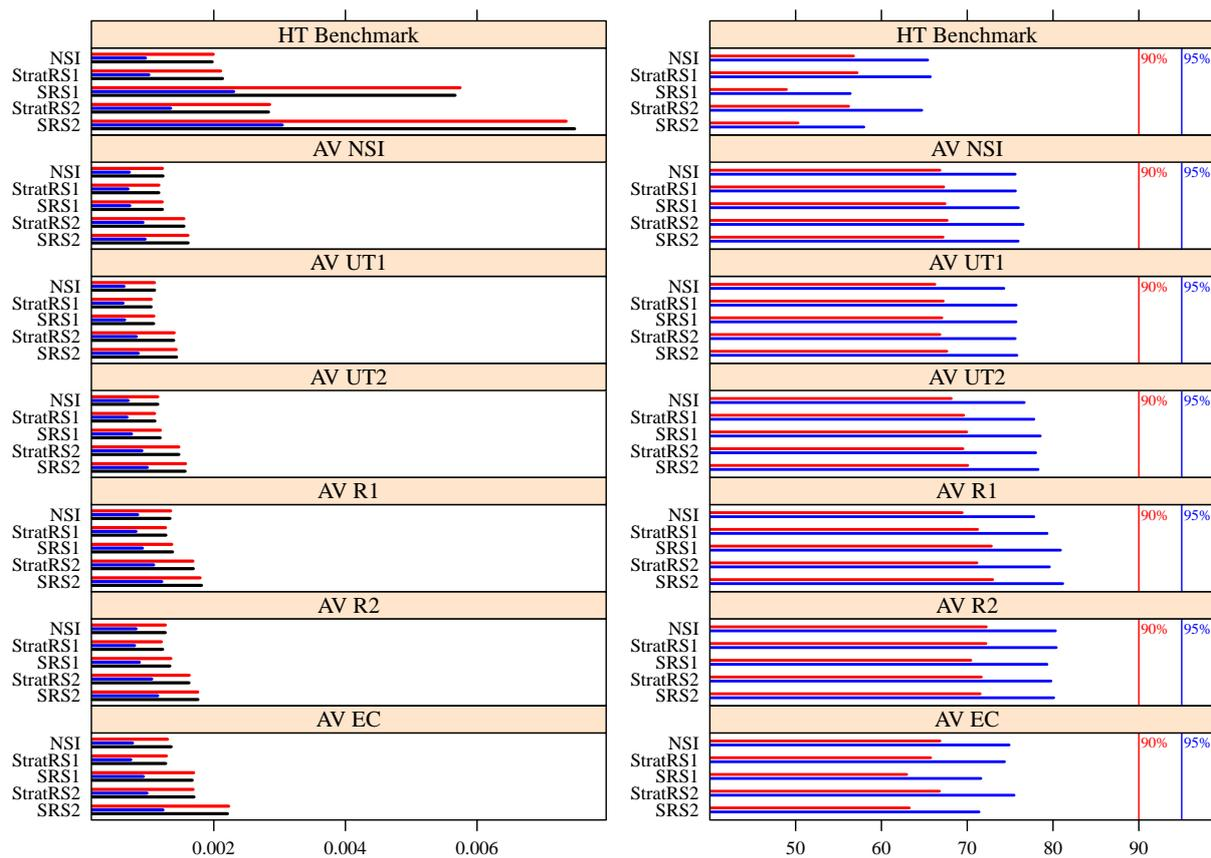 HT Benchmark
NSI
StratRS1
SRS1
StratRS2
SRS2
AV NSI
NSI
StratRS1
SRS1
StratRS2
SRS2
AV UT1
NSI
StratRS1
SRS1
StratRS2
SRS2
AV UT2
NSI
StratRS1
SRS1
StratRS2
SRS2
AV R1
NSI
StratRS1
SRS1
StratRS2
SRS2
AV R2
NSI
StratRS1
SRS1
StratRS2
SRS2
AV EC
NSI
StratRS1
SRS1
StratRS2
SRS2
0.002 0.004 0.006
HT Benchmark
NSI 90% 95%
StratRS1
SRS1
StratRS2
SRS2
AV NSI
NSI 90% 95%
StratRS1
SRS1
StratRS2
SRS2
AV UT1
NSI 90% 95%
StratRS1
SRS1
StratRS2
SRS2
AV UT2
NSI 90% 95%
StratRS1
SRS1
StratRS2
SRS2
AV R1
NSI 90% 95%
StratRS1
SRS1
StratRS2
SRS2
AV R2
NSI 90% 95%
StratRS1
SRS1
StratRS2
SRS2
AV EC
NSI 90% 95%
StratRS1
SRS1
StratRS2
SRS2
50 60 70 80 90